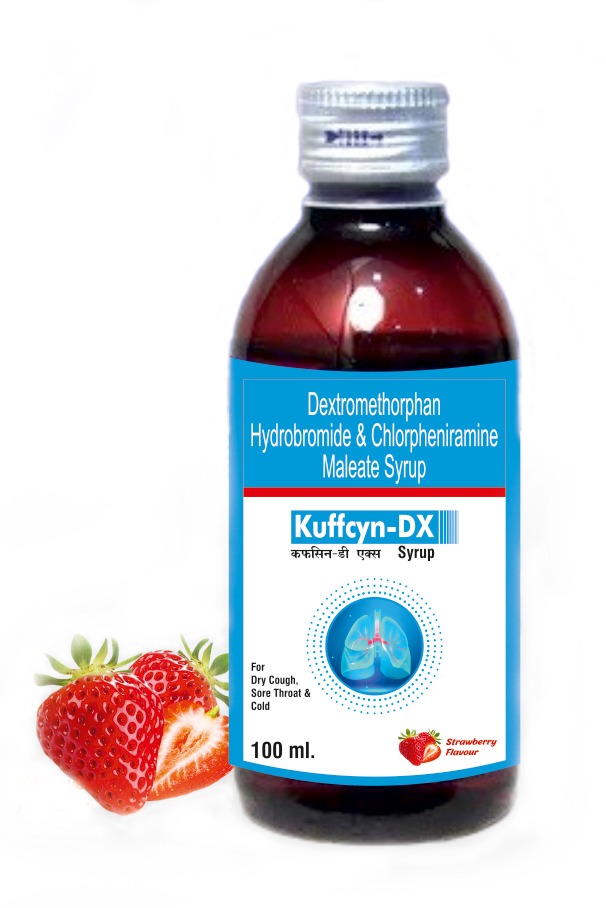 Dextromethorphan
Hydrobromide & Chlorpheniramine
Maleate Syrup
Kuffcyn-DX
कफसिन-डी एक्स Syrup
For
Dry Cough,
Sore Throat &
Cold
100 ml.
Strawberry
Flavour